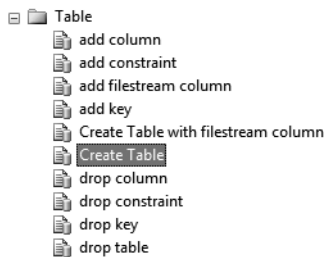 Table
add column
add constraint
add filestream column
add key
Create Table with filestream column
Create Table
drop column
drop constraint
drop key
drop table